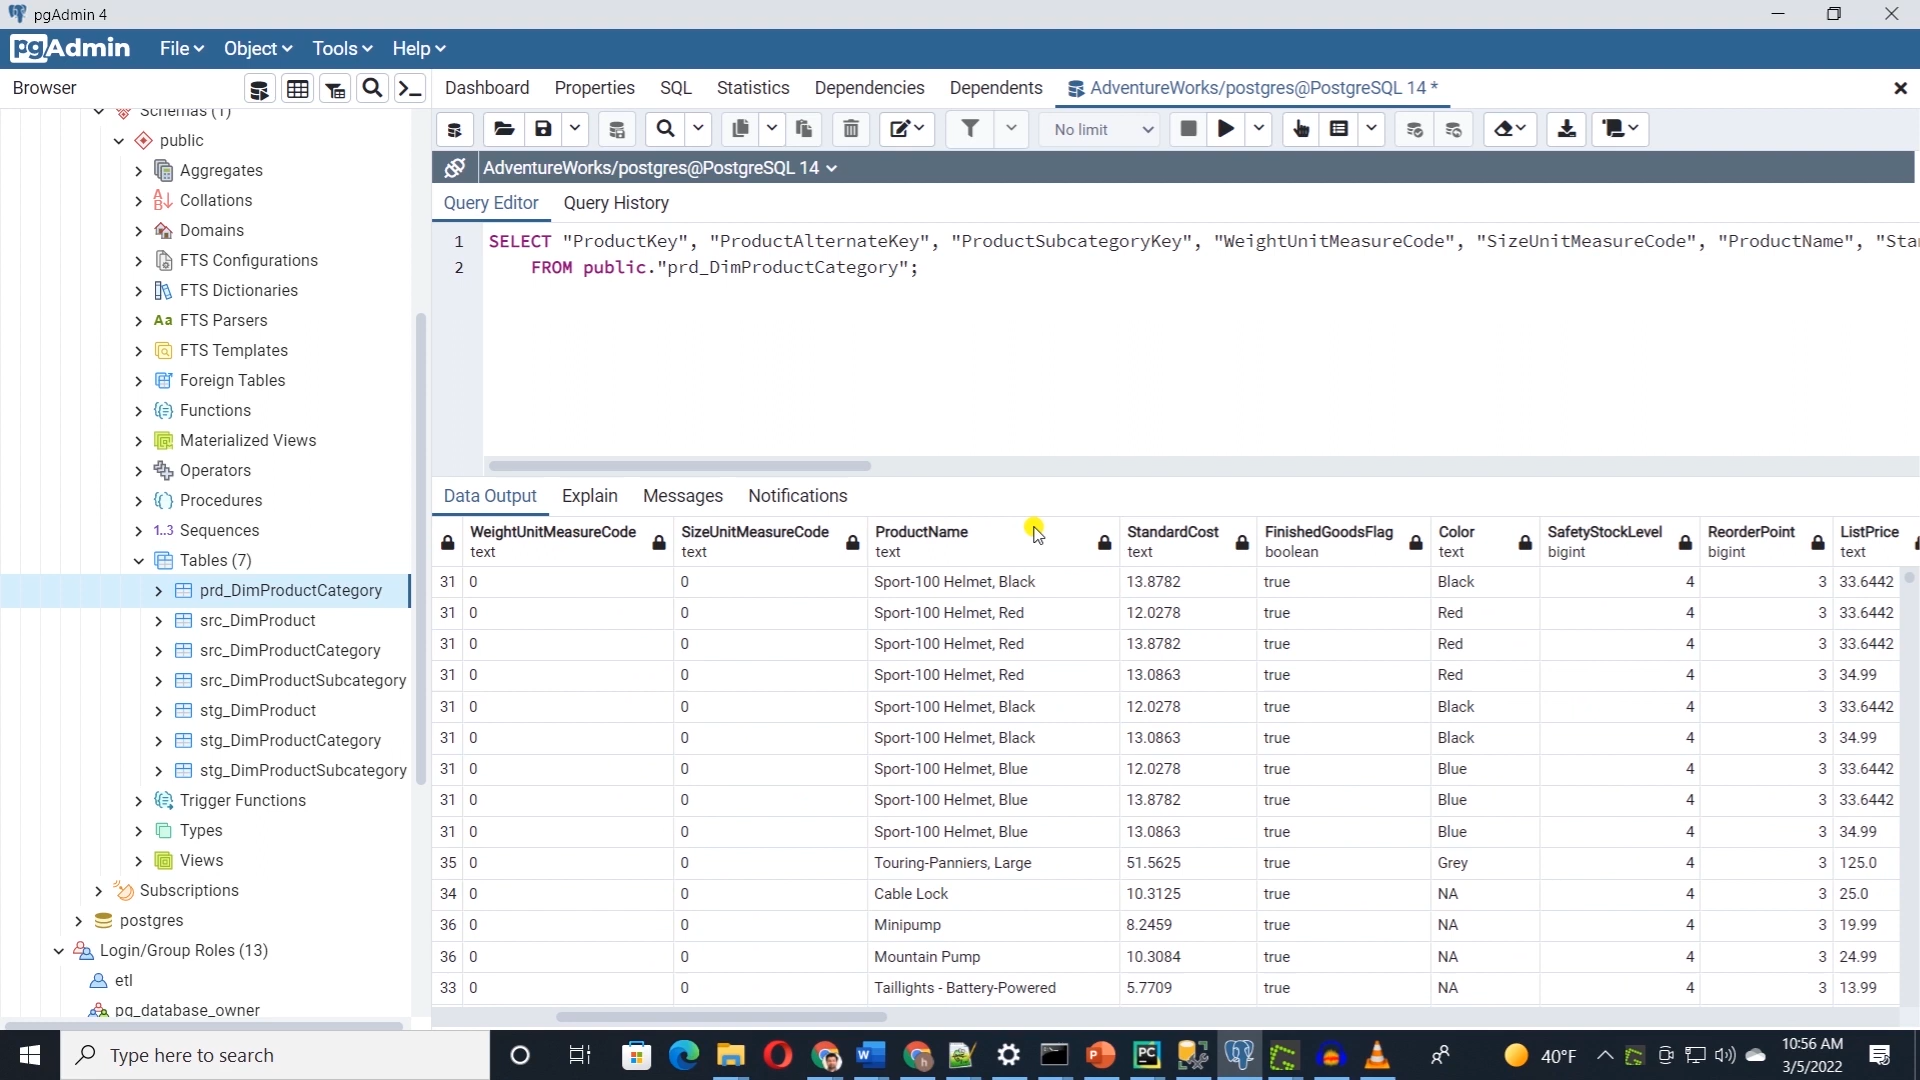 pgAdmin 4
pgAdmin File Object Tools Help
Browser
Dashboard Properties SQL Statistics Dependencies Dependents AdventureWorks/postgres@PostgreSQL 14 *
Schemas (1)
public
Aggregates
Collations
Domains
FTS Configurations
FTS Dictionaries
Aa FTS Parsers
FTS Templates
Foreign Tables
Functions
Materialized Views
Operators
Procedures
1..3 Sequences
Tables (7)
prd_DimProductCategory
src_DimProduct
src_DimProductCategory
src_DimProductSubcategory
stg_DimProduct
stg_DimProductCategory
stg_DimProductSubcategory
Trigger Functions
Types
Views
Subscriptions
postgres
Login/Group Roles (13)
etl
pg_database_owner
No limit
AdventureWorks/postgres@PostgreSQL 14
Query Editor Query History
1 SELECT "ProductKey", "ProductAlternateKey", "ProductSubcategoryKey", "WeightUnitMeasureCode", "SizeUnitMeasureCode", "ProductName", "Sta
2 FROM public."prd_DimProductCategory";
Data Output Explain Messages Notifications
WeightUnitMeasureCode SizeUnitMeasureCode ProductName StandardCost FinishedGoodsFlag Color SafetyStockLevel ReorderPoint ListPrice
text text text text boolean text bigint bigint text
31 0 0 Sport-100 Helmet, Black 13.8782 true Black 4 3 33.6442
31 0 0 Sport-100 Helmet, Red 12.0278 true Red 4 3 33.6442
31 0 0 Sport-100 Helmet, Red 13.8782 true Red 4 3 33.6442
31 0 0 Sport-100 Helmet, Red 13.0863 true Red 4 3 34.99
31 0 0 Sport-100 Helmet, Black 12.0278 true Black 4 3 33.6442
31 0 0 Sport-100 Helmet, Black 13.0863 true Black 4 3 34.99
31 0 0 Sport-100 Helmet, Blue 12.0278 true Blue 4 3 33.6442
31 0 0 Sport-100 Helmet, Blue 13.8782 true Blue 4 3 33.6442
31 0 0 Sport-100 Helmet, Blue 13.0863 true Blue 4 3 34.99
35 0 0 Touring-Panniers, Large 51.5625 true Grey 4 3 125.0
34 0 0 Cable Lock 10.3125 true NA 4 3 25.0
36 0 0 Minipump 8.2459 true NA 4 3 19.99
36 0 0 Mountain Pump 10.3084 true NA 4 3 24.99
33 0 0 Taillights - Battery-Powered 5.7709 true NA 4 3 13.99
Type here to search
40°F
10:56 AM
3/5/2022